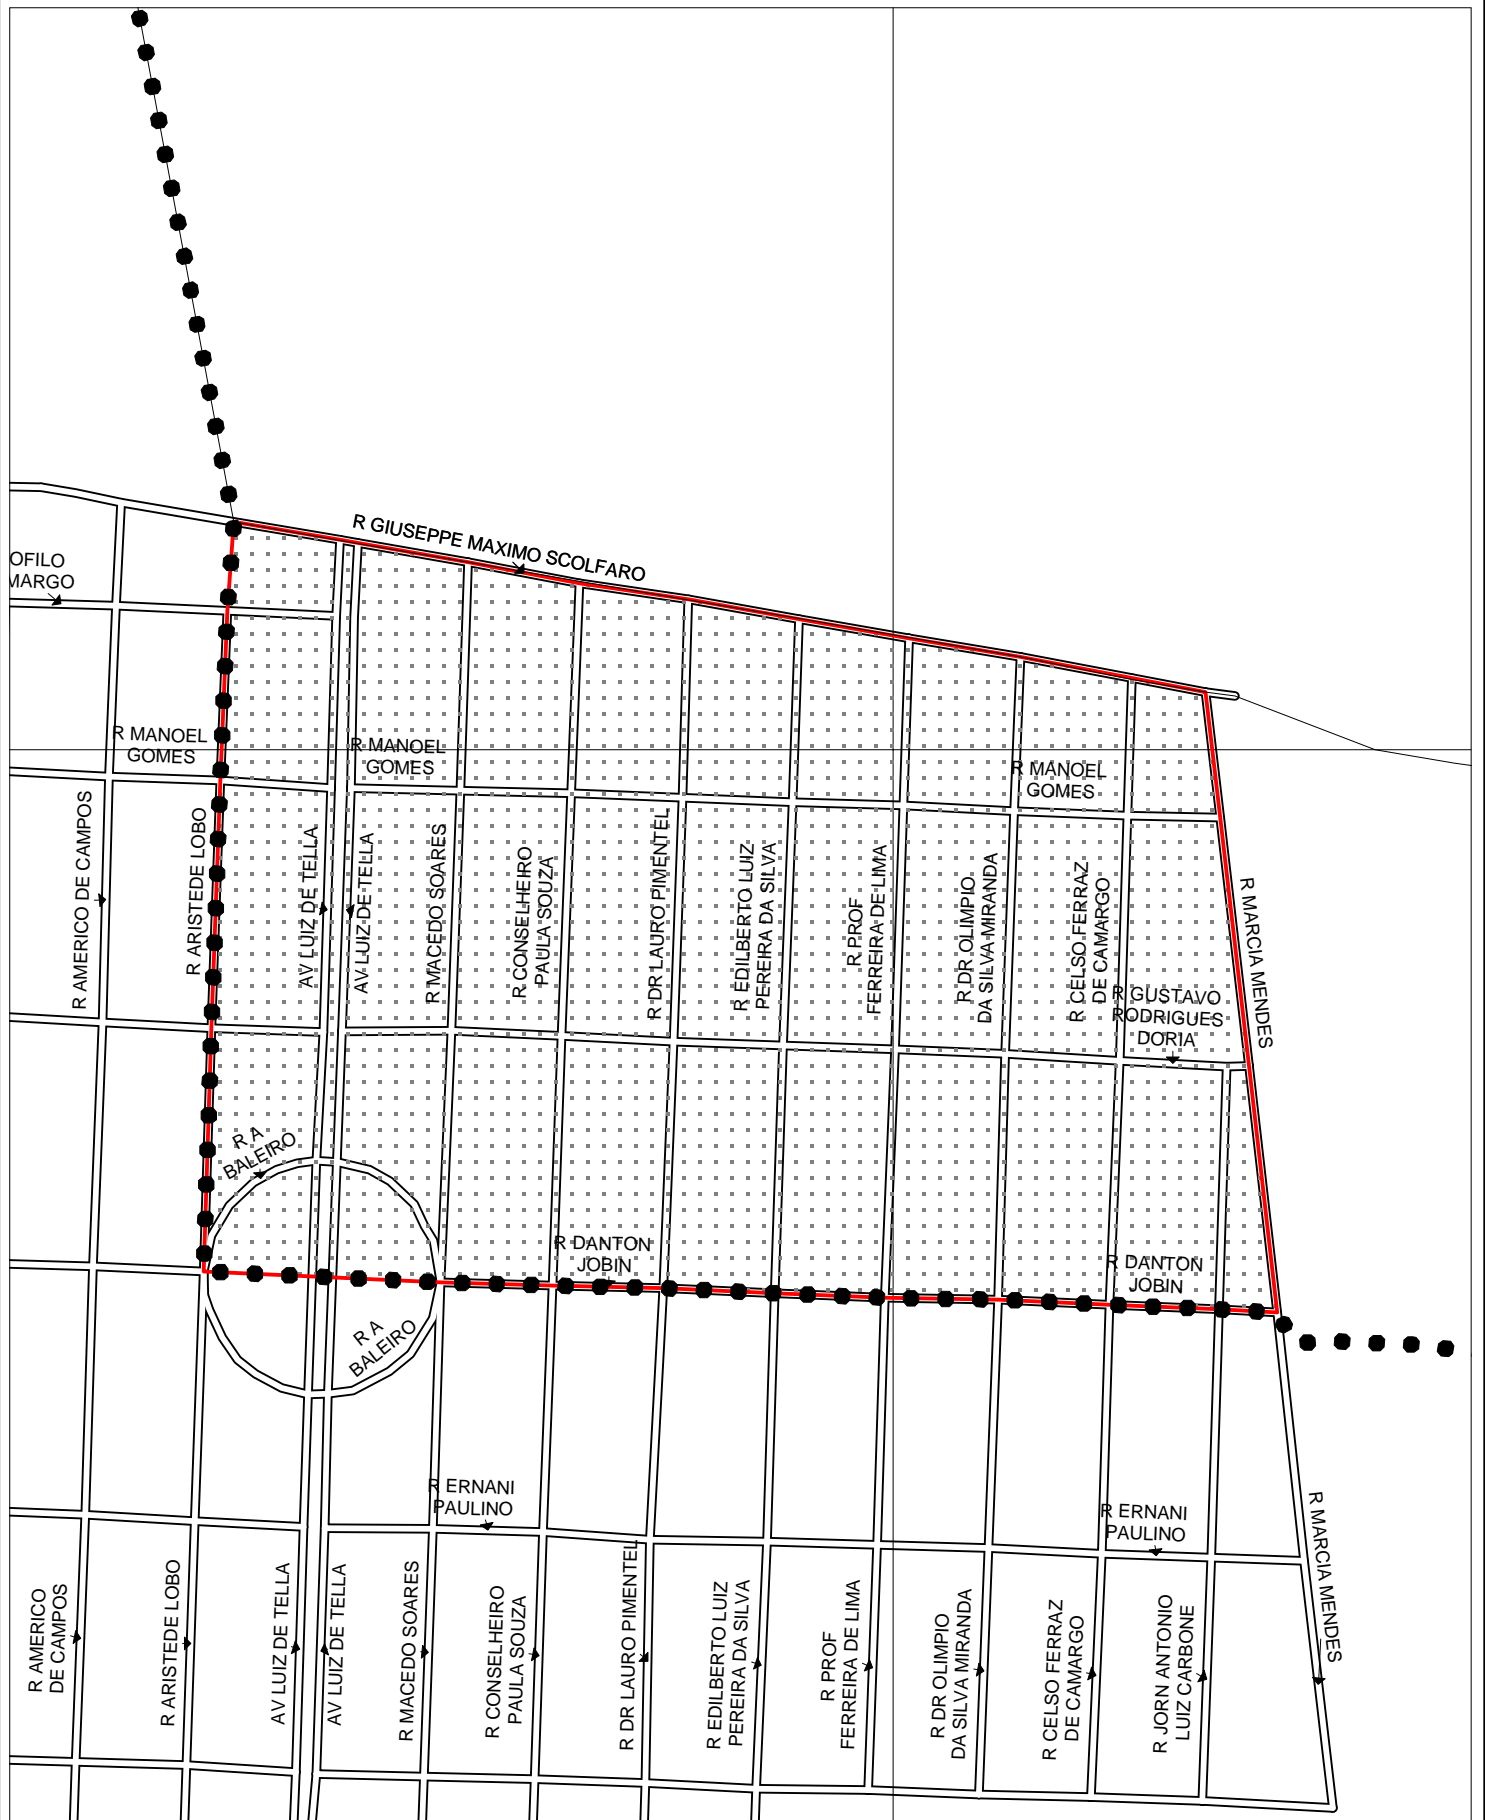 R GIUSEPPE MAXIMO SCOLFARO
OFILO
MARGO
R MANOEL
GOMES
R MANOEL
GOMES
R MANOEL
GOMES
R AMERICO DE CAMPOS
R ARISTEDE LOBO
AV LUIZ DE TELLA
AV LUIZ DE TELLA
R MACEDO SOARES
R CONSELHEIRO
PAULA SOUZA
R DR LAURO PIMENTEL
R EDILBERTO LUIZ
PEREIRA DA SILVA
R PROF
FERREIRA DE LIMA
R DR OLIMPIO
DA SILVA MIRANDA
R CELSO FERRAZ
DE CAMARGO
R MARCIA MENDES
R GUSTAVO
RODRIGUES
DORIA
R A
BALEIRO
R DANTON
JOBIN
R DANTON
JOBIN
R A
BALEIRO
R ERNANI
PAULINO
R ERNANI
PAULINO
R AMERICO
DE CAMPOS
R ARISTEDE LOBO
AV LUIZ DE TELLA
AV LUIZ DE TELLA
R MACEDO SOARES
R CONSELHEIRO
PAULA SOUZA
R DR LAURO PIMENTEL
R EDILBERTO LUIZ
PEREIRA DA SILVA
R PROF
FERREIRA DE LIMA
R DR OLIMPIO
DA SILVA MIRANDA
R CELSO FERRAZ
DE CAMARGO
R JORN ANTONIO
LUIZ CARBONE
R MARCIA MENDES